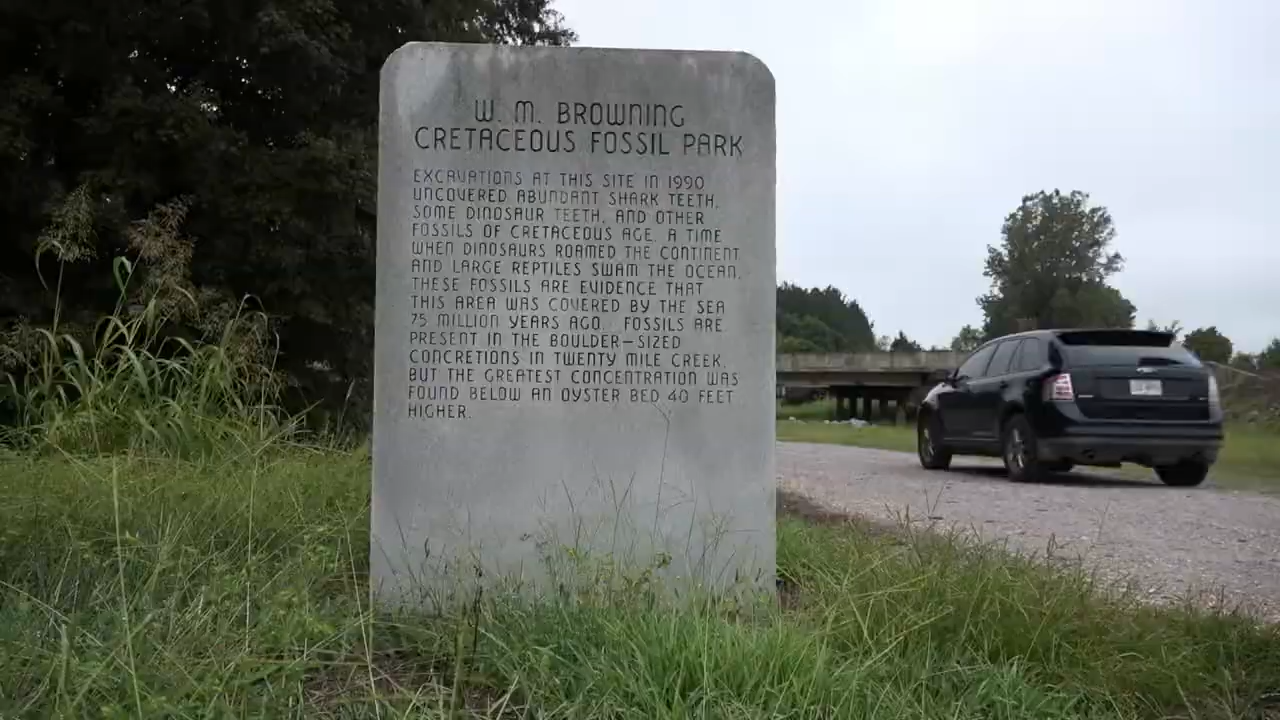 W. M. BROWNING
CRETACEOUS FOSSIL PARK
EXCAVATIONS AT THIS SITE IN 1990
UNCOVERED ABUNDANT SHARK TEETH,
SOME DINOSAUR TEETH, AND OTHER
FOSSILS OF CRETACEOUS AGE. A TIME
WHEN DINOSAURS ROAMED THE CONTINENT
AND LARGE REPTILES SWAM THE OCEAN.
THESE FOSSILS ARE EVIDENCE THAT
THIS AREA WAS COVERED BY THE SEA
75 MILLION YEARS AGO. FOSSILS ARE
PRESENT IN THE BOULDER-SIZED
CONCRETIONS IN TWENTY MILE CREEK,
BUT THE GREATEST CONCENTRATION WAS
FOUND BELOW AN OYSTER BED 40 FEET
HIGHER.